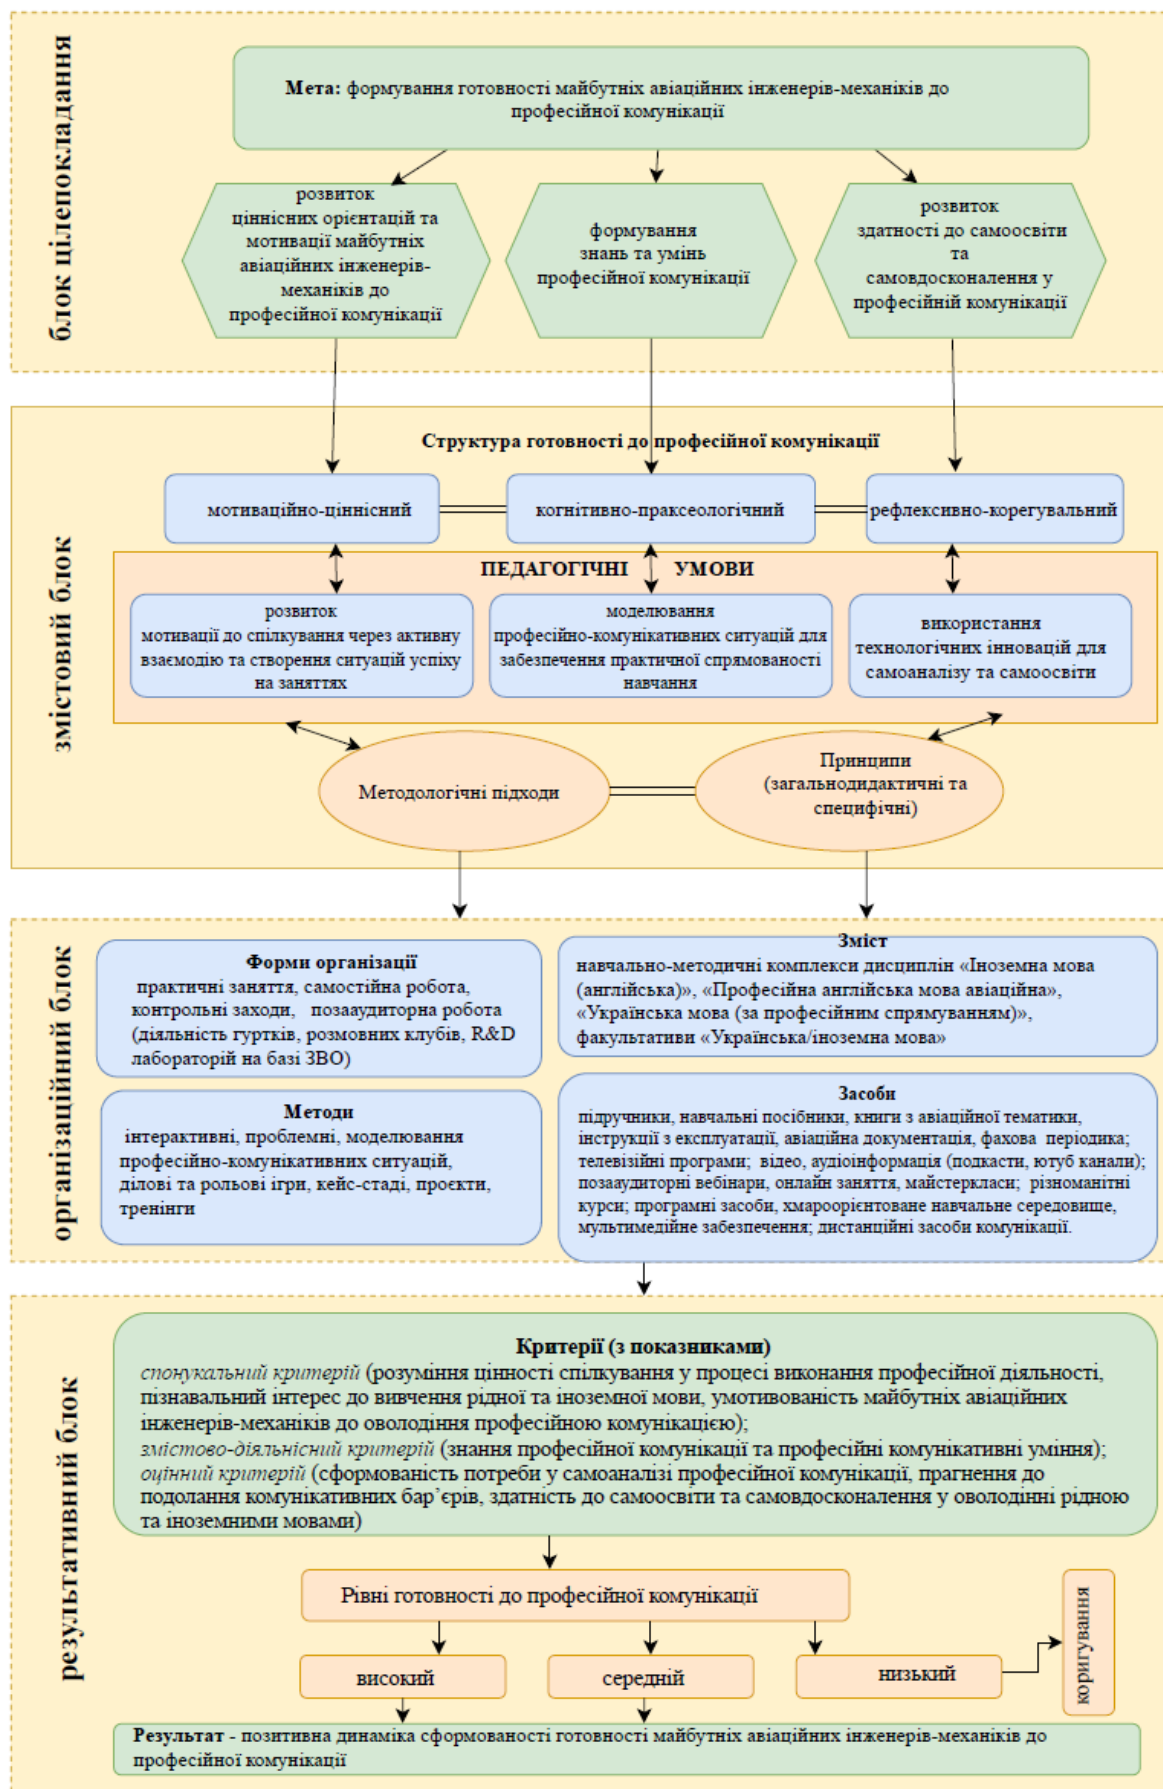 блок цілепокладання
Мета: формування готовності майбутніх авіаційних інженерів-механіків до
професійної комунікації
розвиток
ціннісних орієнтацій та
мотивації майбутніх
авіаційних інженерів-
механіків до
професійної комунікації
формування
знань та умінь
професійної комунікації
розвиток
здатності до самоосвіти
та
самовдосконалення у
професійній комунікації
змістовий блок
Структура готовності до професійної комунікації
мотиваційно-ціннісний
когнітивно-праксеологічний
рефлексивно-корегувальний
ПЕДАГОГІЧНІ УМОВИ
розвиток
мотивації до спілкування через активну
взаємодію та створення ситуацій успіху
на заняттях
моделювання
професійно-комунікативних ситуацій для
забезпечення практичної спрямованості
навчання
використання
технологічних інновацій для
самоаналізу та самоосвіти
Методологічні підходи
Принципи
(загальнодидактичні та
специфічні)
організаційний блок
Форми організації
практичні заняття, самостійна робота,
контрольні заходи, позааудиторна робота
(діяльність гуртків, розмовних клубів, R&D
лабораторій на базі ЗВО)
Зміст
навчально-методичні комплекси дисциплін «Іноземна мова
(англійська)», «Професійна англійська мова авіаційна»,
«Українська мова (за професійним спрямуванням)»,
факультативи «Українська/іноземна мова»
Методи
інтерактивні, проблемні, моделювання
професійно-комунікативних ситуацій,
ділові та рольові ігри, кейс-стаді, проєкти,
тренінги
Засоби
підручники, навчальні посібники, книги з авіаційної тематики,
інструкції з експлуатації, авіаційна документація, фахова періодика;
телевізійні програми; відео, аудіоінформація (подкасти, ютуб канали);
позааудиторні вебінари, онлайн заняття, майстеркласи; різноманітні
курси; програмні засоби, хмароорієнтоване навчальне середовище,
мультимедійне забезпечення; дистанційні засоби комунікації.
результативний блок
Критерії (з показниками)
спонукальний критерій (розуміння цінності спілкування у процесі виконання професійної діяльності,
пізнавальний інтерес до вивчення рідної та іноземної мови, умотивованість майбутніх авіаційних
інженерів-механіків до оволодіння професійною комунікацією);
змістово-діяльнісний критерій (знання професійної комунікації та професійні комунікативні уміння);
оцінний критерій (сформованість потреби у самоаналізі професійної комунікації, прагнення до
подолання комунікативних бар’єрів, здатність до самоосвіти та самовдосконалення у оволодінні рідною
та іноземними мовами)
Рівні готовності до професійної комунікації
високий
середній
низький
коригування
Результат - позитивна динаміка сформованості готовності майбутніх авіаційних інженерів-механіків до
професійної комунікації